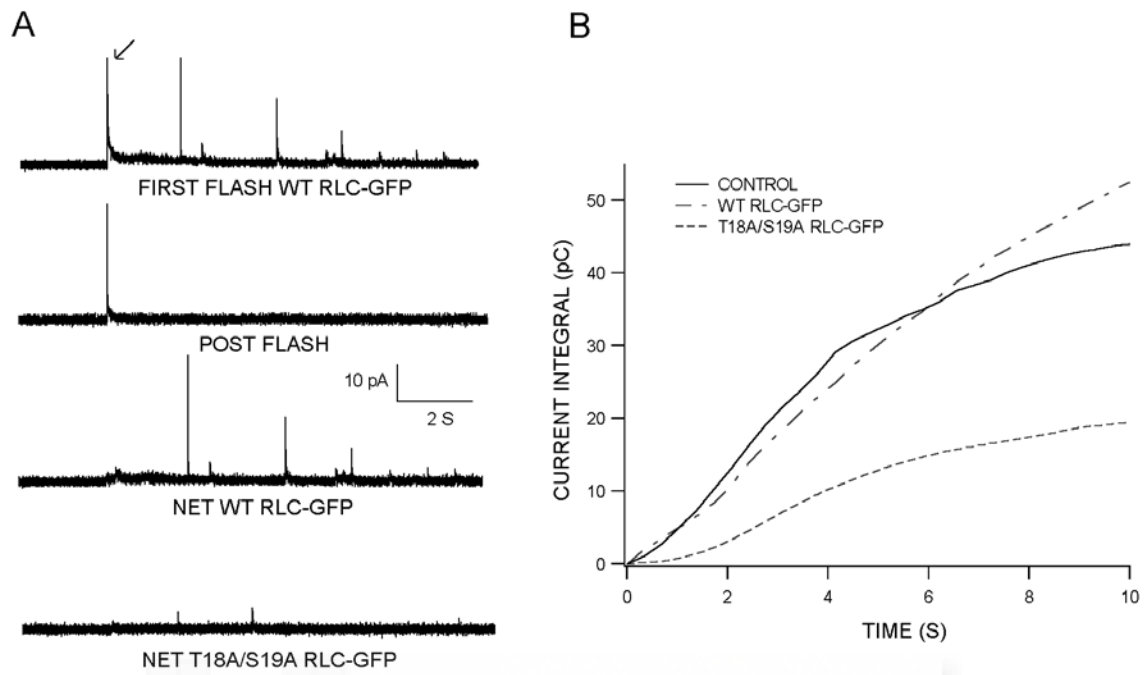 A
FIRST FLASH WT RLC-GFP
POST FLASH
10 pA
2 S
NET WT RLC-GFP
NET T18A/S19A RLC-GFP
B
CONTROL
WT RLC-GFP
T18A/S19A RLC-GFP
CURRENT INTEGRAL (pC)
50
40
30
20
10
0
0 2 4 6 8 10
TIME (S)